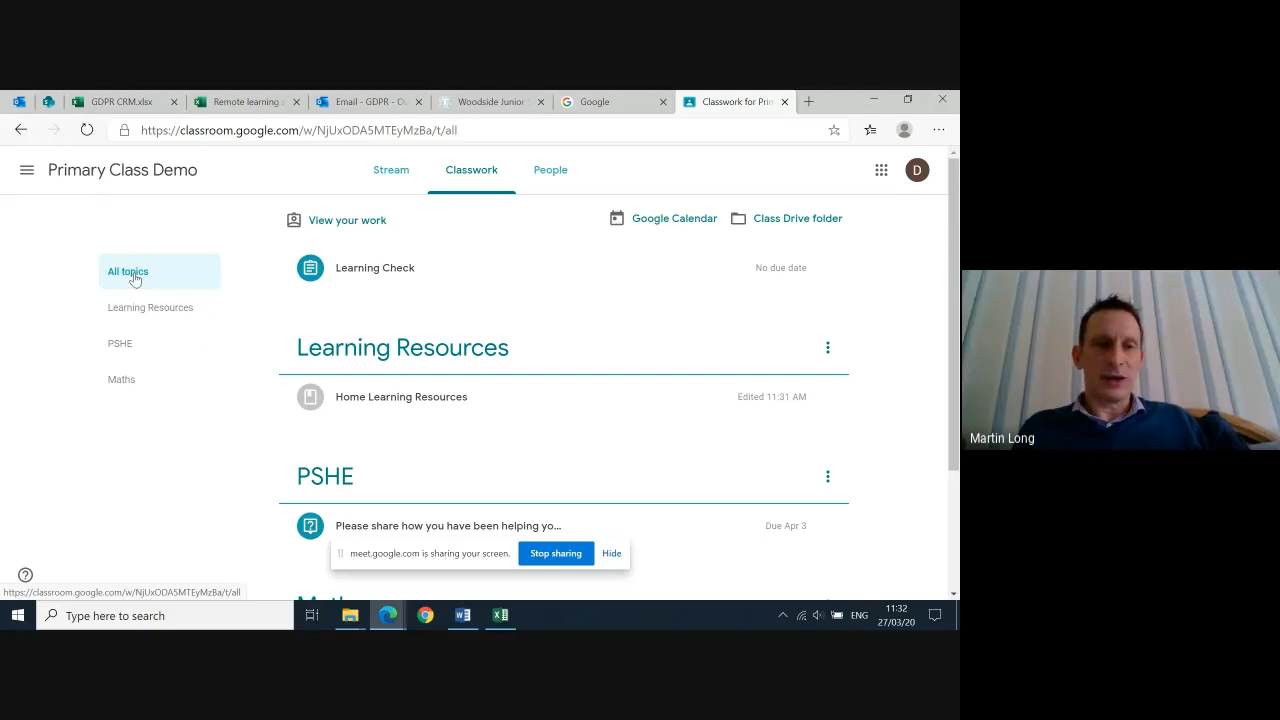 GDPR CRM.xlsx
Remote learning
Email - GDPR - Ou
Woodside Junior
Google
Classwork for Prim
https://classroom.google.com/w/NjUxODA5MTEyMzBa/t/all
Primary Class Demo
Stream
Classwork
People
D
View your work
Google Calendar
Class Drive folder
All topics
Learning Resources
PSHE
Maths
Learning Check
No due date
Learning Resources
Home Learning Resources
Edited 11:31 AM
PSHE
Please share how you have been helping yo...
Due Apr 3
meet.google.com is sharing your screen.
Stop sharing
Hide
https://classroom.google.com/w/NjUxODA5MTEyMzBa/t/all
Type here to search
ENG
11:32
27/03/20
Martin Long